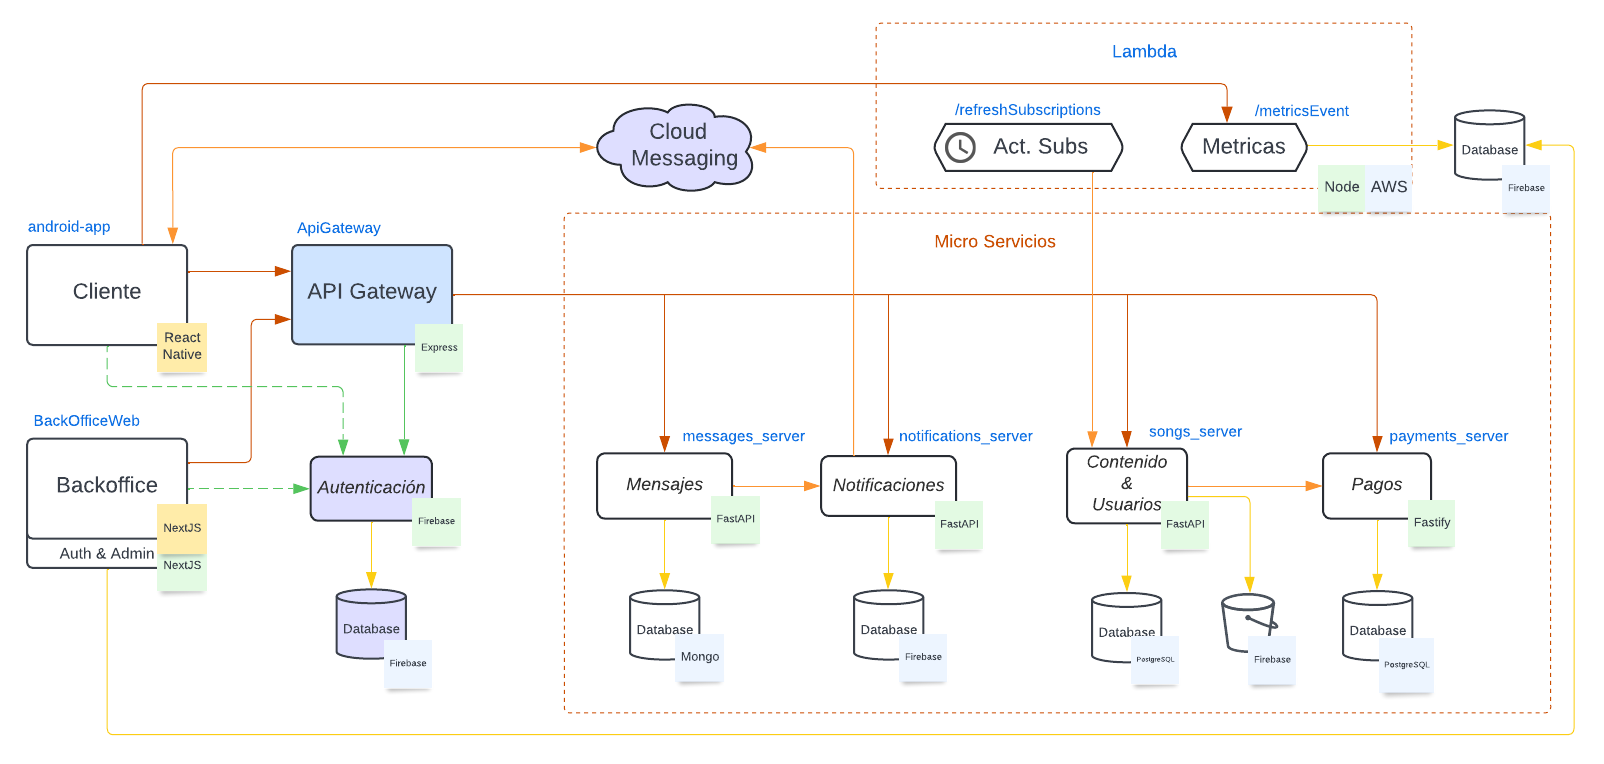 Lambda
/refreshSubscriptions
/metricsEvent
Act. Subs
Metricas
Database
Firebase
Node
AWS
Cloud
Messaging
android-app
Cliente
React
Native
ApiGateway
API Gateway
Express
Micro Servicios
BackOfficeWeb
Backoffice
NextJS
Auth & Admin
NextJS
Autenticación
Firebase
Database
Firebase
messages_server
Mensajes
FastAPI
Database
Mongo
notifications_server
Notificaciones
FastAPI
Database
Firebase
songs_server
Contenido
&
Usuarios
FastAPI
Database
PostgreSQL
Firebase
payments_server
Pagos
Fastify
Database
PostgreSQL